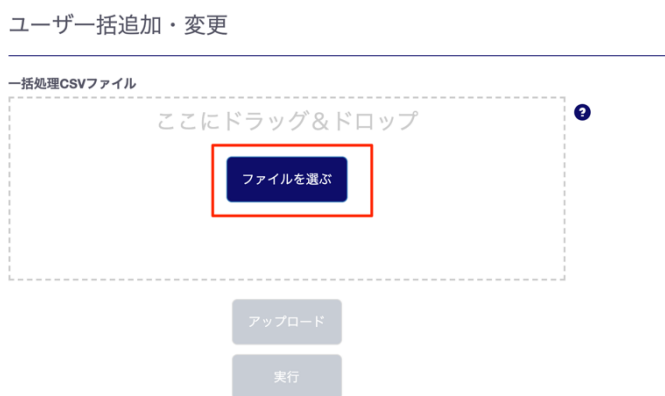 ユーザー括追加・変更
一括処理CSVファイル
ここにドラッグ＆ドロップ
?
ファイルを選ぶ
アップロード
実行